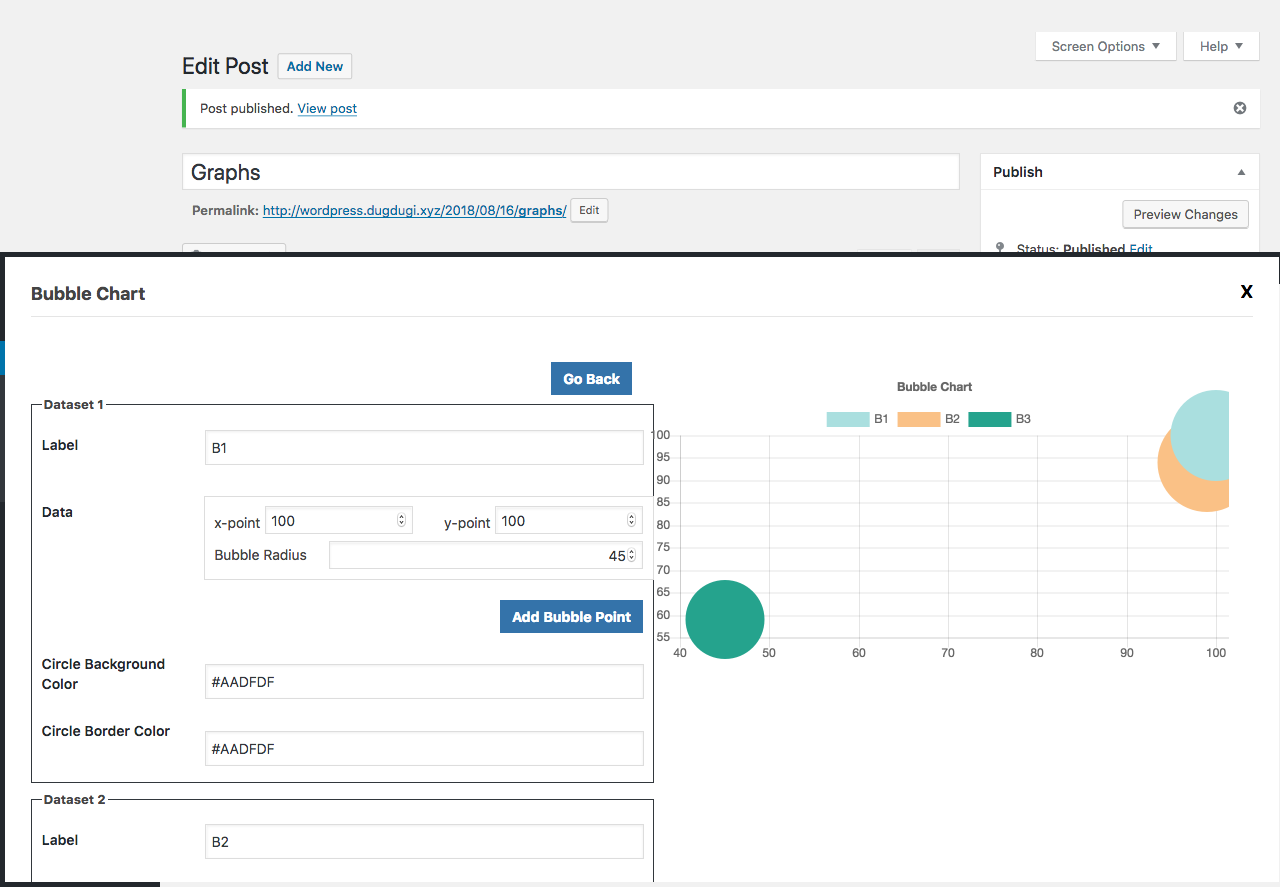 Screen Options Help
Edit Post Add New
Post published. View post
Graphs
Publish
Permalink: http://wordpress.dugdugi.xyz/2018/08/16/graphs/ Edit
Preview Changes
Status: Published Edit
Bubble Chart X
Go Back
Dataset 1
Label B1
Data
x-point 100 y-point 100
Bubble Radius 45
Add Bubble Point
Circle Background
Color
#AADFDF
Circle Border Color
#AADFDF
Dataset 2
Label B2
Bubble Chart
B1 B2 B3
100
95
90
85
80
75
70
65
60
55
40 50 60 70 80 90 100